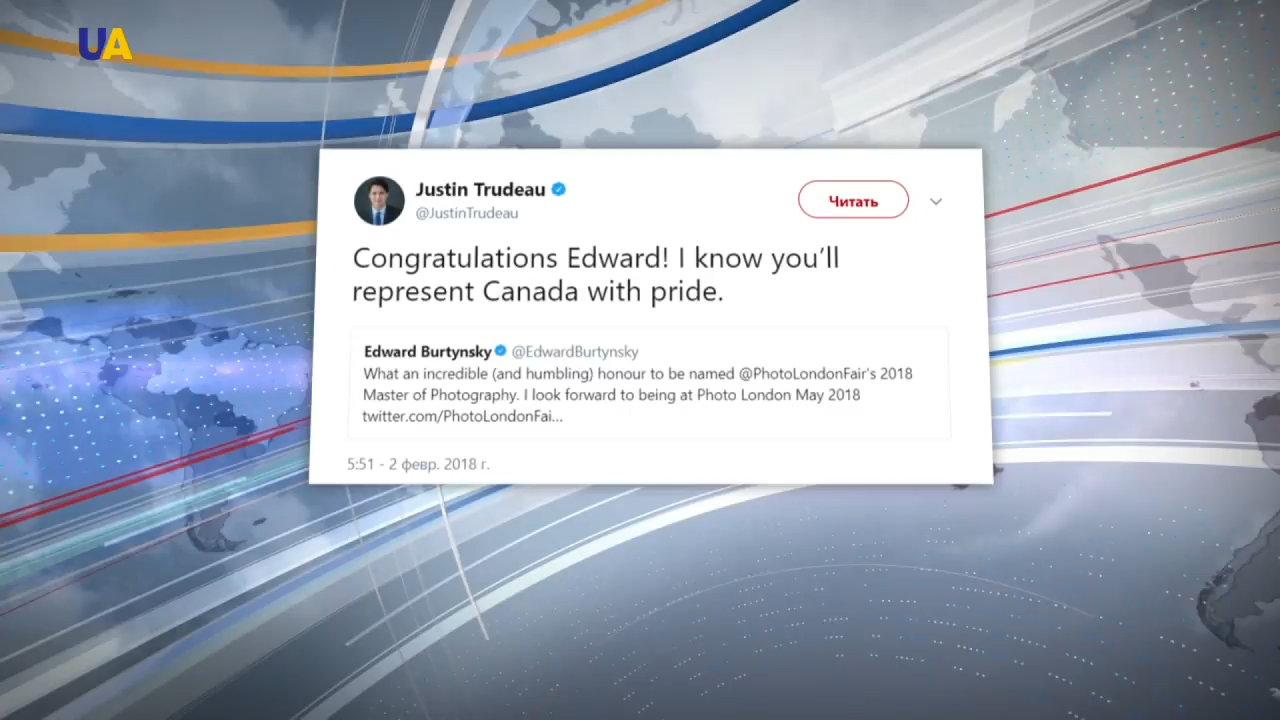 UA
Justin Trudeau
@JustinTrudeau
Читать
Congratulations Edward! I know you’ll
represent Canada with pride.
Edward Burtynsky @EdwardBurtynsky
What an incredible (and humbling) honour to be named @PhotoLondonFair's 2018
Master of Photography. I look forward to being at Photo London May 2018
twitter.com/PhotoLondonFai...
5:51 - 2 февр. 2018 г.